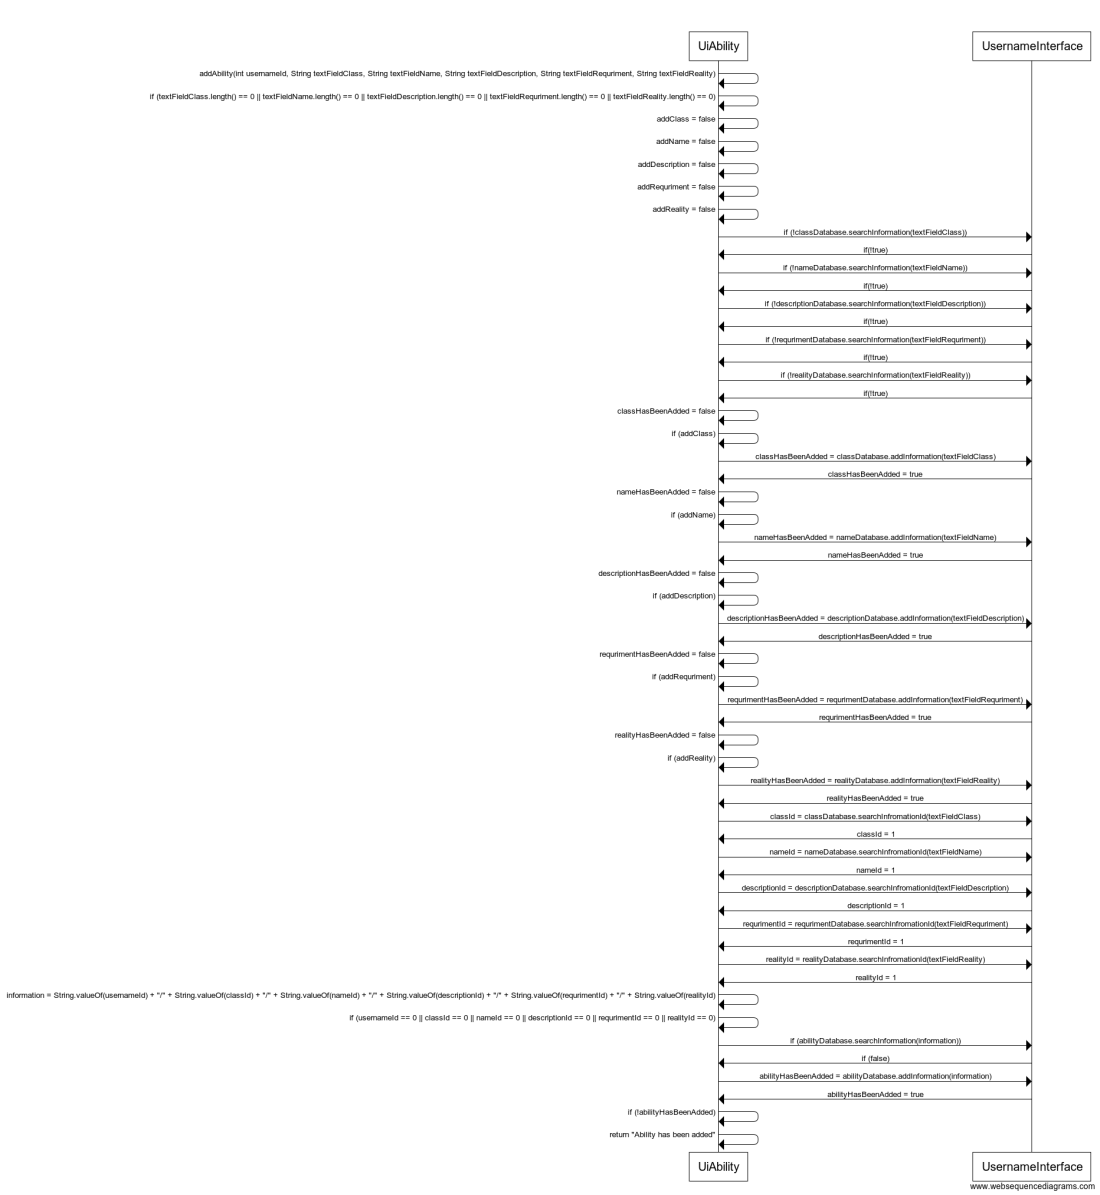 UiAbility
UsernameInterface
addAbility(int usernameId, String textFieldClass, String textFieldName, String textFieldDescription, String textFieldRequriment, String textFieldReality)
if (textFieldClass.length() == 0 || textFieldName.length() == 0 || textFieldDescription.length() == 0 || textFieldRequriment.length() == 0 || textFieldReality.length() == 0)
addClass = false
addName = false
addDescription = false
addRequriment = false
addReality = false
if (!classDatabase.searchInformation(textFieldClass))
if(!true)
if (!nameDatabase.searchInformation(textFieldName))
if(!true)
if (!descriptionDatabase.searchInformation(textFieldDescription))
if(!true)
if (!requrimentDatabase.searchInformation(textFieldRequriment))
if(!true)
if (!realityDatabase.searchInformation(textFieldReality))
if(!true)
classHasBeenAdded = false
if (addClass)
classHasBeenAdded = classDatabase.addInformation(textFieldClass)
classHasBeenAdded = true
nameHasBeenAdded = false
if (addName)
nameHasBeenAdded = nameDatabase.addInformation(textFieldName)
nameHasBeenAdded = true
descriptionHasBeenAdded = false
if (addDescription)
descriptionHasBeenAdded = descriptionDatabase.addInformation(textFieldDescription)
descriptionHasBeenAdded = true
requrimentHasBeenAdded = false
if (addRequriment)
requrimentHasBeenAdded = requrimentDatabase.addInformation(textFieldRequriment)
requrimentHasBeenAdded = true
realityHasBeenAdded = false
if (addReality)
realityHasBeenAdded = realityDatabase.addInformation(textFieldReality)
realityHasBeenAdded = true
classId = classDatabase.searchInfromationId(textFieldClass)
classId = 1
nameId = nameDatabase.searchInfromationId(textFieldName)
nameId = 1
descriptionId = descriptionDatabase.searchInfromationId(textFieldDescription)
descriptionId = 1
requrimentId = requrimentDatabase.searchInfromationId(textFieldRequriment)
requrimentId = 1
realityId = realityDatabase.searchInfromationId(textFieldReality)
realityId = 1
information = String.valueOf(usernameId) + "/" + String.valueOf(classId) + "/" + String.valueOf(nameId) + "/" + String.valueOf(descriptionId) + "/" + String.valueOf(requrimentId) + "/" + String.valueOf(realityId)
if (usernameId == 0 || classId == 0 || nameId == 0 || descriptionId == 0 || requrimentId == 0 || realityId == 0)
if (abilityDatabase.searchInformation(information))
if (false)
abilityHasBeenAdded = abilityDatabase.addInformation(information)
abilityHasBeenAdded = true
if (!abilityHasBeenAdded)
return "Ability has been added"
UiAbility
UsernameInterface
www.websequencediagrams.com